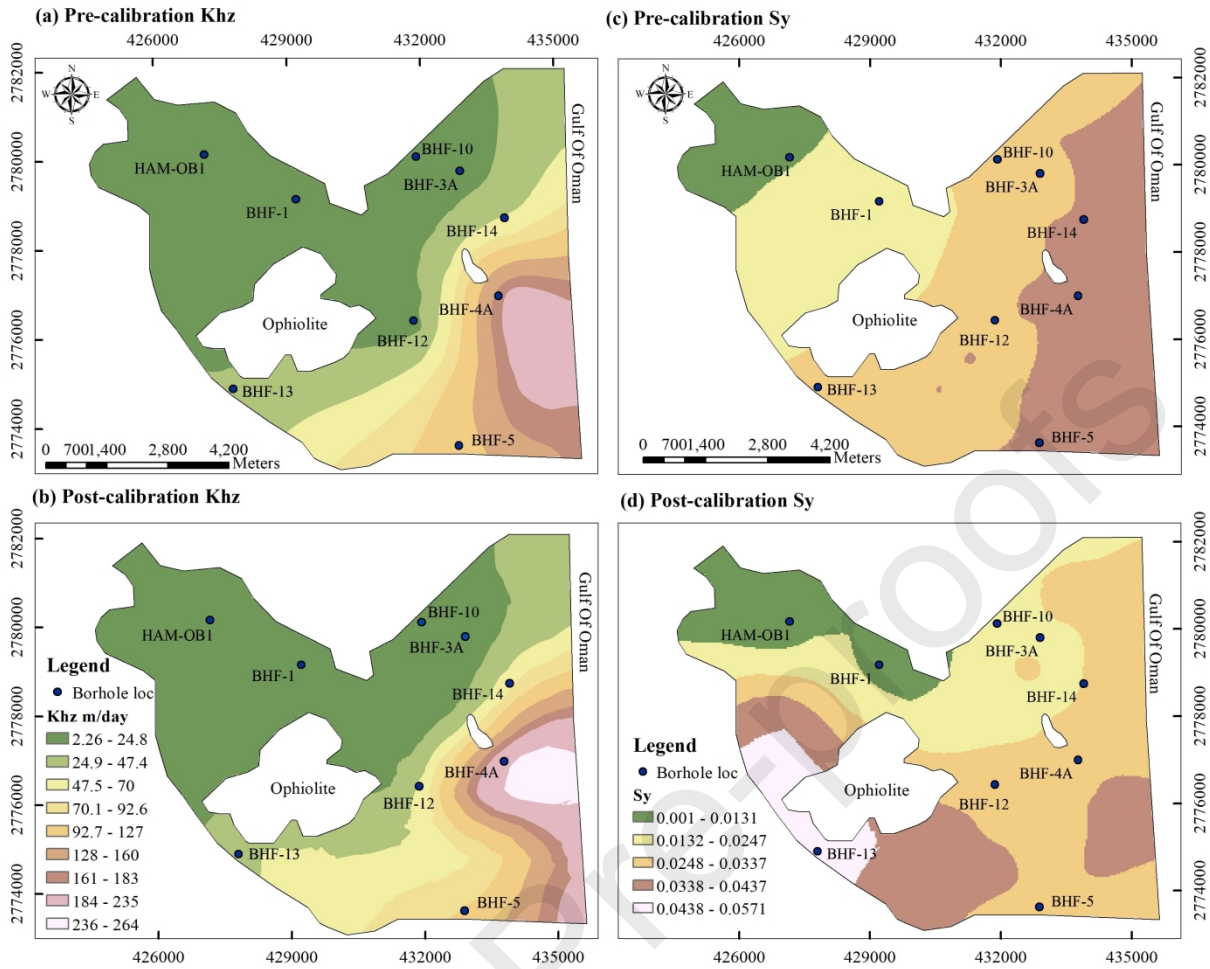 (a) Pre-calibration Khz
426000 429000 432000 435000
2782000
2780000
2778000
2776000
2774000
N
W E
S
HAM-OB1
BHF-10
BHF-3A
BHF-1
BHF-14
BHF-4A
BHF-12
Ophiolite
BHF-13
BHF-5
Gulf Of Oman
0 7001,400 2,800 4,200
Meters
(c) Pre-calibration Sy
426000 429000 432000 435000
2782000
2780000
2778000
2776000
2774000
N
W E
S
HAM-OB1
BHF-10
BHF-3A
BHF-1
BHF-14
BHF-4A
BHF-12
Ophiolite
BHF-13
BHF-5
Gulf Of Oman
0 7001,400 2,800 4,200
Meters
(b) Post-calibration Khz
2782000
2780000
2778000
2776000
2774000
HAM-OB1
BHF-10
BHF-3A
BHF-1
BHF-14
BHF-4A
BHF-12
Ophiolite
BHF-13
BHF-5
Gulf Of Oman
Legend
Borhole loc
Khz m/day
2.26 - 24.8
24.9 - 47.4
47.5 - 70
70.1 - 92.6
92.7 - 127
128 - 160
161 - 183
184 - 235
236 - 264
426000 429000 432000 435000
(d) Post-calibration Sy
2782000
2780000
2778000
2776000
2774000
HAM-OB1
BHF-10
BHF-3A
BHF-1
BHF-14
BHF-4A
BHF-12
Ophiolite
BHF-13
BHF-5
Gulf Of Oman
Legend
Borhole loc
Sy
0.001 - 0.0131
0.0132 - 0.0247
0.0248 - 0.0337
0.0338 - 0.0437
0.0438 - 0.0571
426000 429000 432000 435000
Pre-proofs